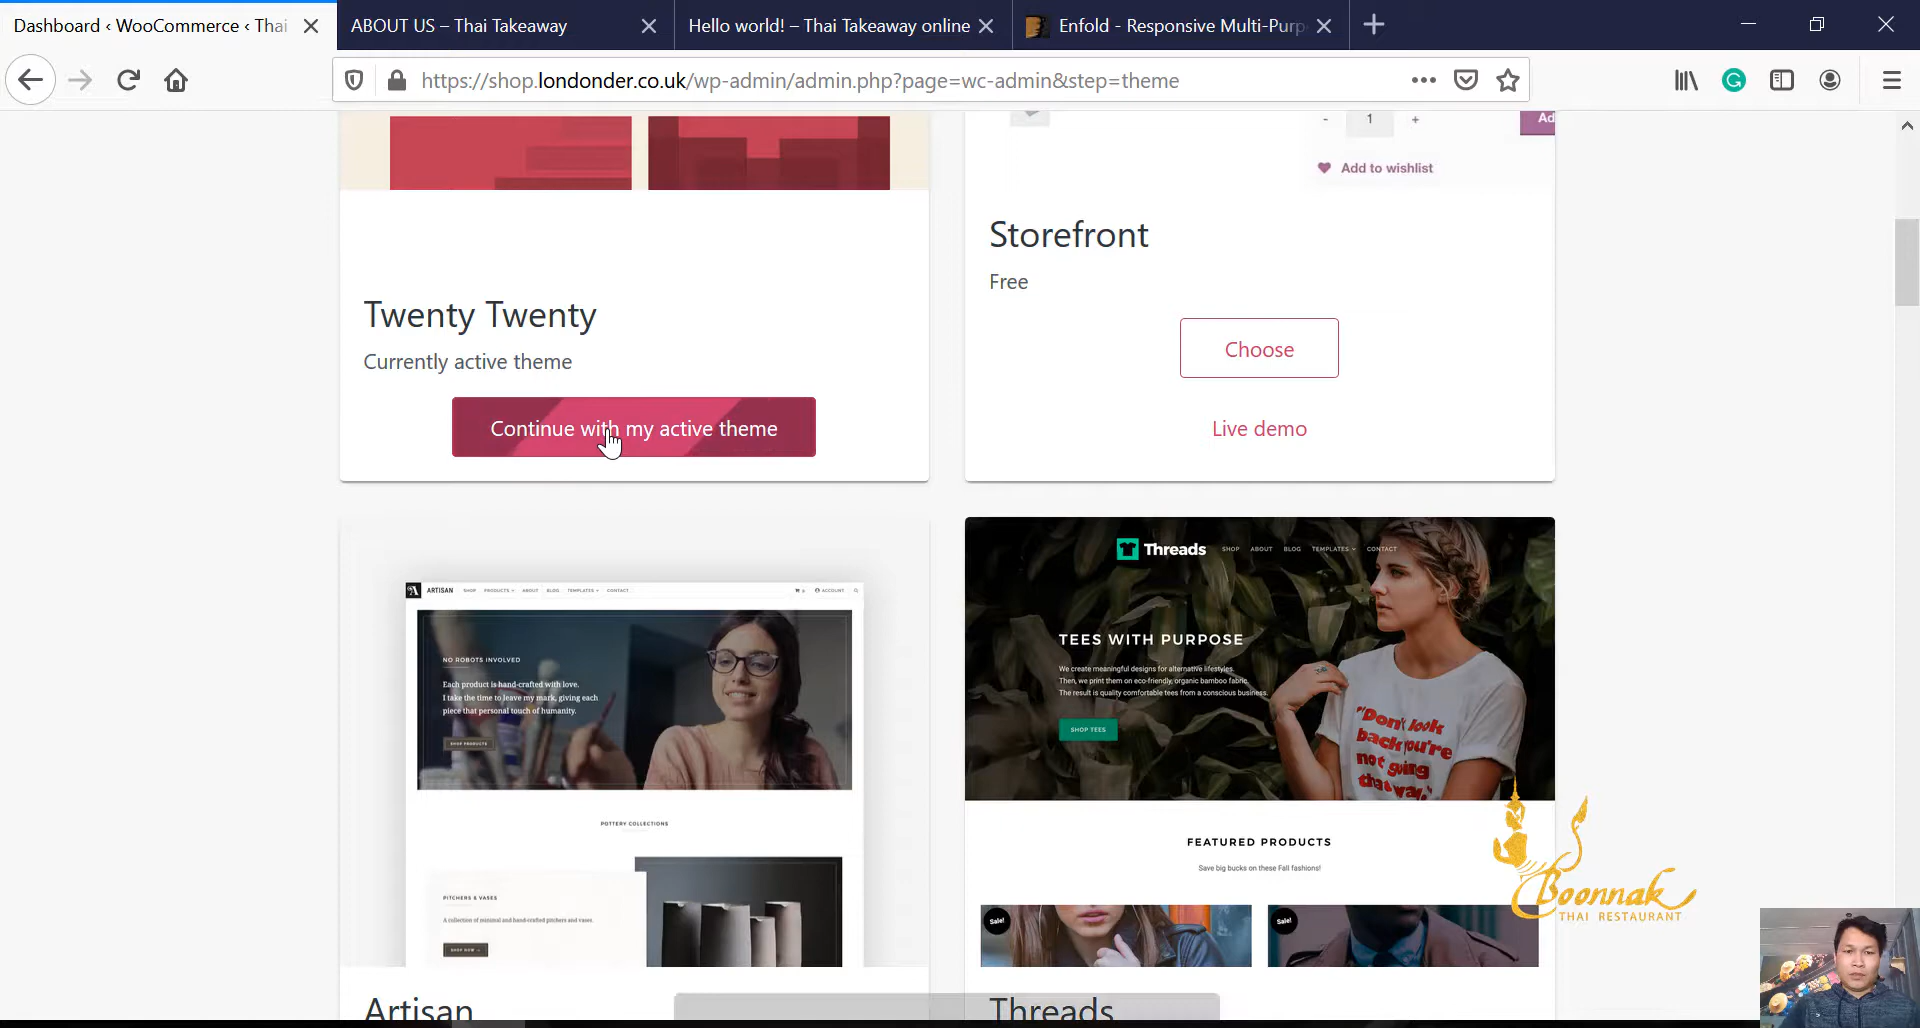 Dashboard ‹ WooCommerce ‹ Thai
ABOUT US – Thai Takeaway
Hello world! – Thai Takeaway online
Enfold - Responsive Multi-Purp
https://shop.londonder.co.uk/wp-admin/admin.php?page=wc-admin&step=theme
- 1 +
Ad
Add to wishlist
Storefront
Free
Choose
Live demo
Twenty Twenty
Currently active theme
Continue with my active theme
ARTISAN SHOP PRODUCTS ABOUT BLOG TEMPLATES CONTACT ACCOUNT
NO ROBOTS INVOLVED
Each product is hand-crafted with love.
I take the time to leave my mark, giving each
piece that personal touch of humanity.
SHOP PRODUCTS
POTTERY COLLECTIONS
PITCHERS & VASES
A collection of minimal and hand-crafted pitchers and vases.
SHOP NOW →
Artisan
Threads SHOP ABOUT BLOG TEMPLATES CONTACT
TEES WITH PURPOSE
We create meaningful designs for alternative lifestyles.
Then, we print them on eco-friendly, organic bamboo fabric.
The result is quality comfortable tees from a conscious business.
SHOP TEES
"Don't look
back you're
not going
that way."
FEATURED PRODUCTS
Save big bucks on these Fall fashions!
Sale!
Sale!
Threads
Boonnak
THAI RESTAURANT